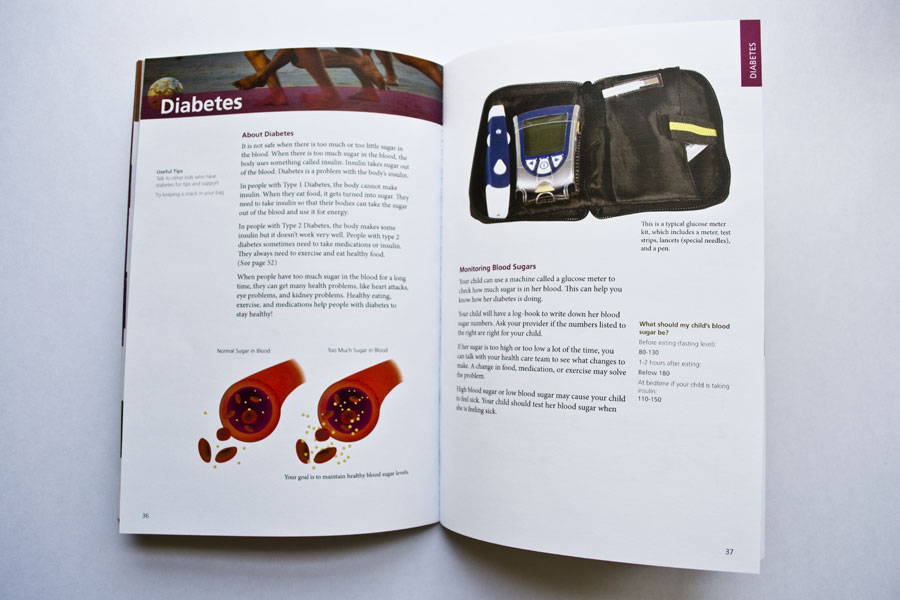 Diabetes
Useful Tips
Talk to other kids who have
diabetes for tips and support
Try keeping a snack in your bag
About Diabetes
It is not safe when there is too much or too little sugar in
the blood. When there is too much sugar in the blood, the
body uses something called insulin. Insulin takes sugar out
of the blood. Diabetes is a problem with the body's insulin.
In people with Type 1 Diabetes, the body cannot make
insulin. When they eat food, it gets turned into sugar. They
need to take insulin so that their bodies can take the sugar
out of the blood and use it for energy.
In people with Type 2 Diabetes, the body makes some
insulin but it doesn't work very well. People with type 2
diabetes sometimes need to take medications or insulin.
They always need to exercise and eat healthy food.
(See page 52)
When people have too much sugar in the blood for a long
time, they can get many health problems, like heart attacks,
eye problems, and kidney problems. Healthy eating,
exercise, and medications help people with diabetes to
stay healthy!
Normal Sugar in Blood
Too Much Sugar in Blood
Your goal is to maintain healthy blood sugar levels.
36
DIABETES
This is a typical glucose meter
kit, which includes a meter, test
strips, lancets (special needles),
and a pen.
Monitoring Blood Sugars
Your child can use a machine called a glucose meter to
check how much sugar is in her blood. This can help you
know how her diabetes is doing.
Your child will have a log-book to write down her blood
sugar numbers. Ask your provider if the numbers listed to
the right are right for your child.
If her sugar is too high or too low a lot of the time, you
can talk with your health care team to see what changes to
make. A change in food, medication, or exercise may solve
the problem.
High blood sugar or low blood sugar may cause your child
to feel sick. Your child should test her blood sugar when
she is feeling sick.
What should my child's blood
sugar be?
Before eating (fasting level):
80-130
1-2 hours after eating:
Below 180
At bedtime if your child is taking
insulin:
110-150
37